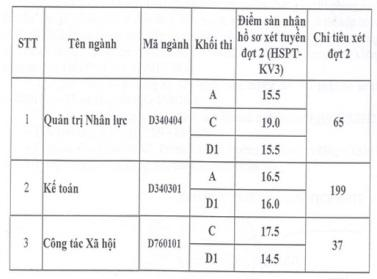 STT Tên ngành Mã ngành Khối thi Điểm sàn nhận hồ sơ xét tuyển đợt 2 (HSPT-KV3) Chỉ tiêu xét đợt 2
1 Quản trị Nhân lực D340404 A 15.5 65
C 19.0
D1 15.5
2 Kế toán D340301 A 16.5 199
D1 16.0
3 Công tác Xã hội D760101 C 17.5 37
D1 14.5